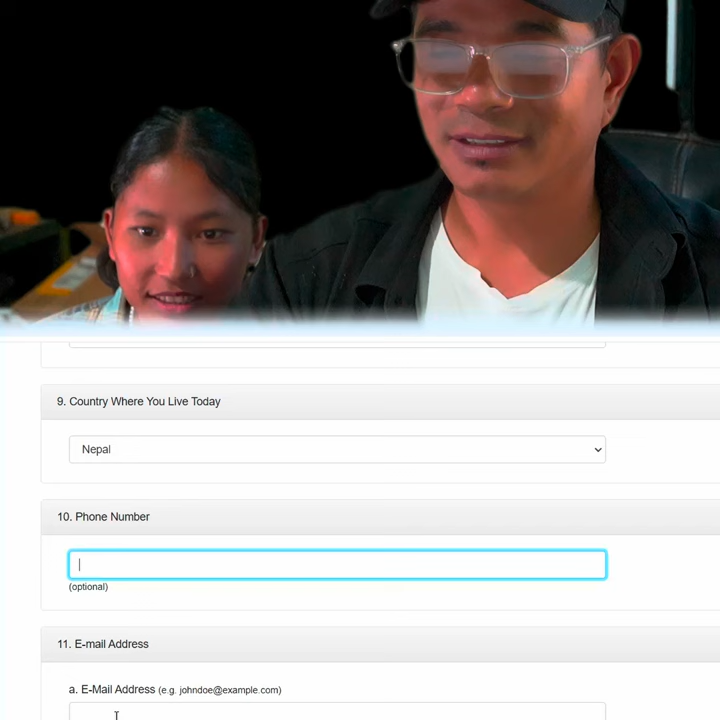 9. Country Where You Live Today
Nepal
10. Phone Number
(optional)
11. E-mail Address
a. E-Mail Address (e.g. johndoe@example.com)